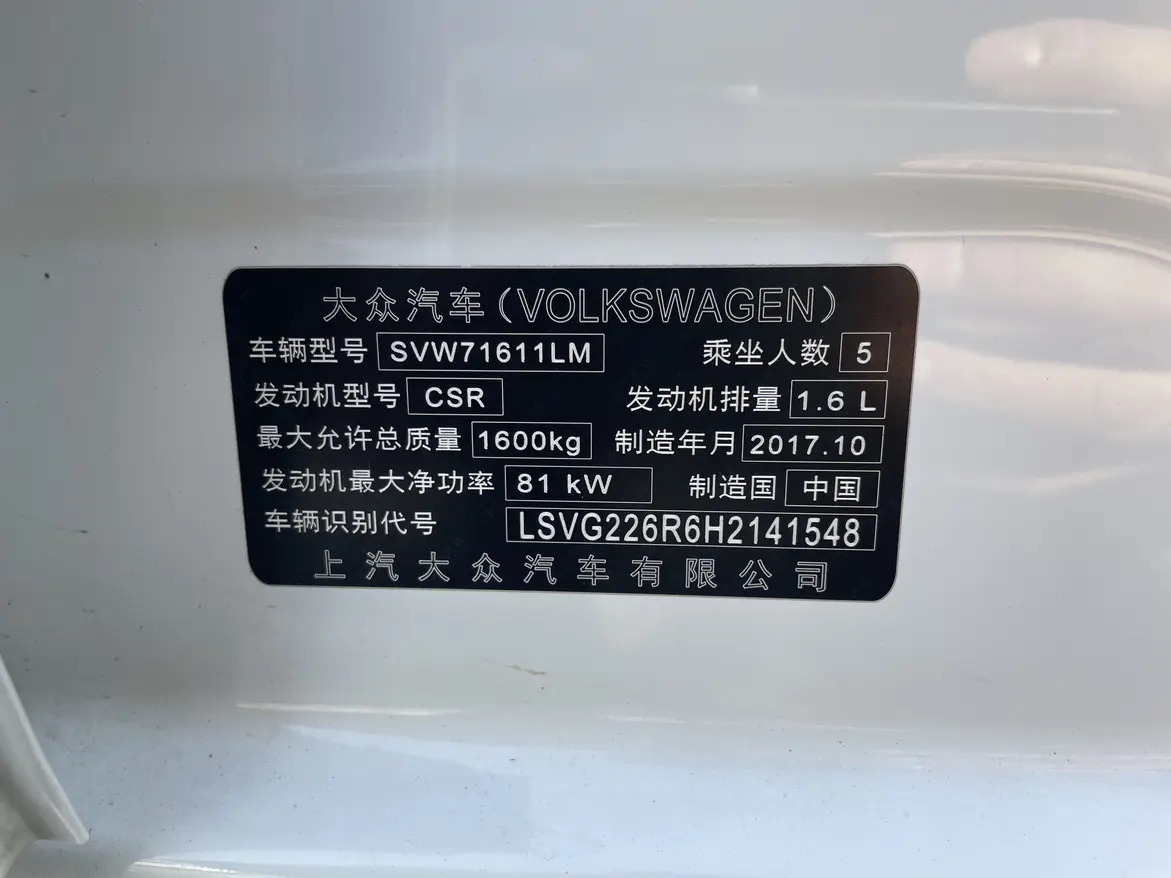 大众汽车(VOLKSWAGEN)
车辆型号 SVW71611LM 乘坐人数 5
发动机型号 CSR 发动机排量 1.6 L
最大允许总质量 1600kg 制造年月 2017.10
发动机最大净功率 81 kW 制造国 中国
车辆识别代号 LSVG226R6H2141548
上汽大众汽车有限公司